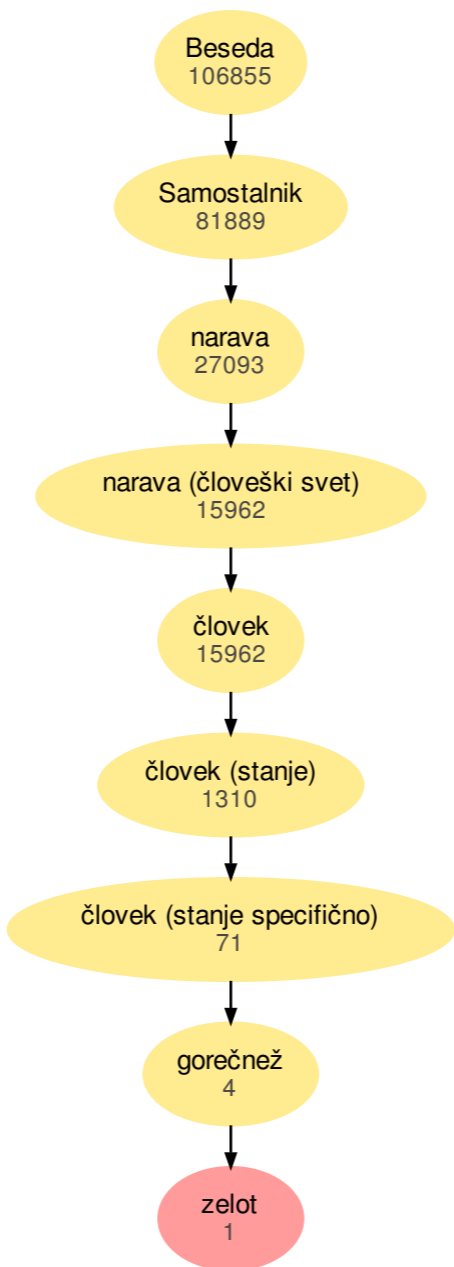 Beseda
106855
Samostalnik
81889
narava
27093
narava (človeški svet)
15962
človek
15962
človek (stanje)
1310
človek (stanje specifično)
71
gorečnež
4
zelot
1